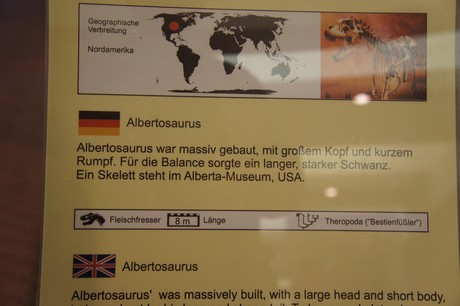 Geographische
Verbreitung
Nordamerika
Albertosaurus
Albertosaurus war massiv gebaut, mit großem Kopf und kurzem
Rumpf. Für die Balance sorgte ein langer, starker Schwanz.
Ein Skelett steht im Alberta-Museum, USA.
Fleischfresser 8 m Länge Theropoda ("Bestienfüßler")
Albertosaurus
Albertosaurus' was massively built, with a large head and short body,